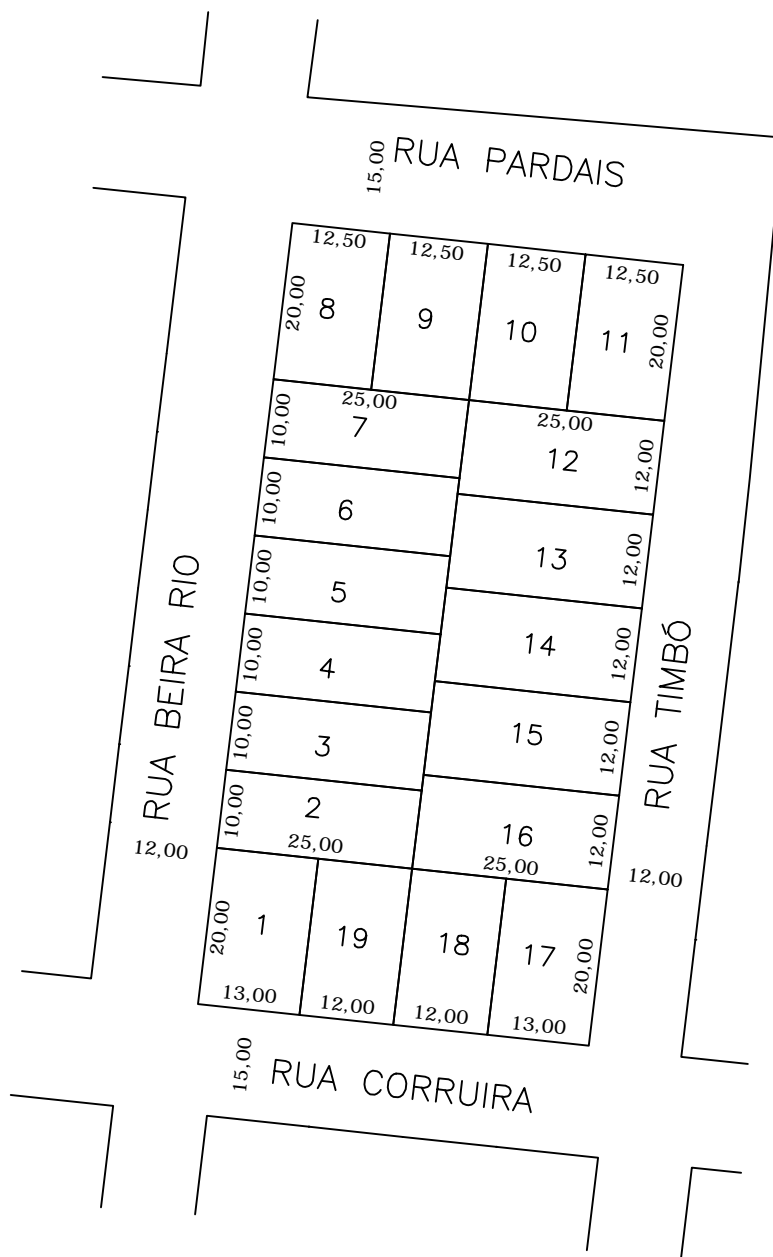 RUA PARDAIS
15,00
12,50 12,50 12,50 12,50
20,00 8 9 10 11 20,00
25,00 25,00
10,00 7 12 12,00
10,00 6 13 12,00
10,00 5 14 12,00
10,00 4 15 12,00
10,00 3
10,00 2 16 12,00
25,00 25,00
RUA BEIRA RIO
12,00
RUA TIMBÓ
12,00
20,00 1 19 18 17 20,00
13,00 12,00 12,00 13,00
15,00
RUA CORRUIRA